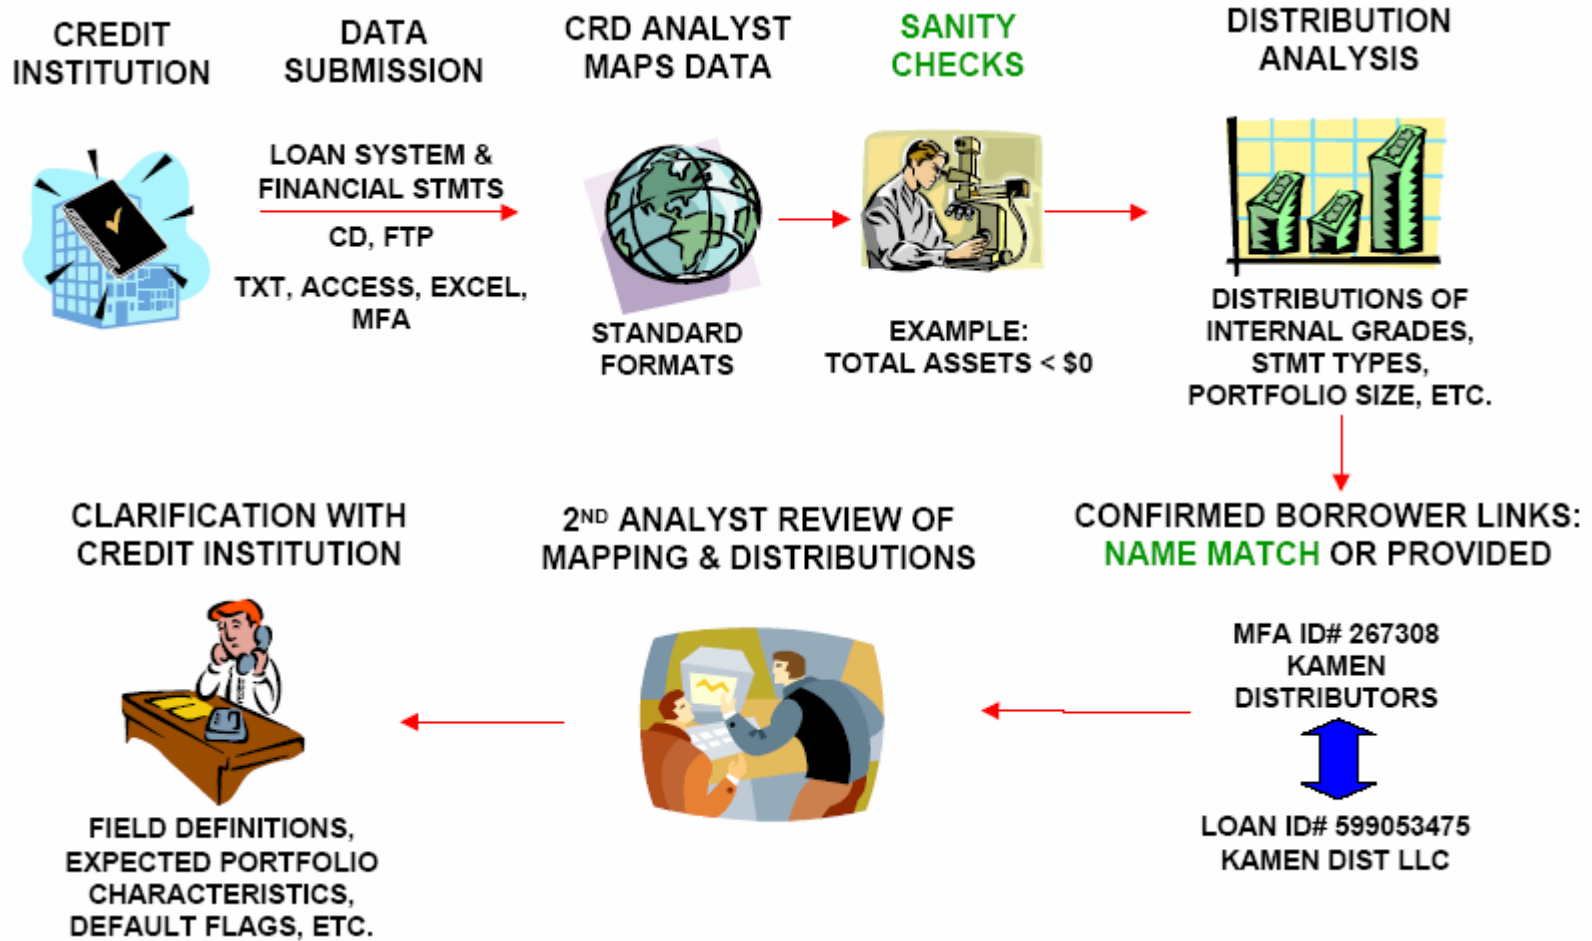 CREDIT
INSTITUTION
DATA
SUBMISSION
LOAN SYSTEM &
FINANCIAL STMTS
CD, FTP
TXT, ACCESS, EXCEL,
MFA
CRD ANALYST
MAPS DATA
STANDARD
FORMATS
SANITY
CHECKS
EXAMPLE:
TOTAL ASSETS < $0
DISTRIBUTION
ANALYSIS
DISTRIBUTIONS OF
INTERNAL GRADES,
STMT TYPES,
PORTFOLIO SIZE, ETC.
CONFIRMED BORROWER LINKS:
NAME MATCH OR PROVIDED
MFA ID# 267308
KAMEN
DISTRIBUTORS
LOAN ID# 599053475
KAMEN DIST LLC
2ND ANALYST REVIEW OF
MAPPING & DISTRIBUTIONS
CLARIFICATION WITH
CREDIT INSTITUTION
FIELD DEFINITIONS,
EXPECTED PORTFOLIO
CHARACTERISTICS,
DEFAULT FLAGS, ETC.